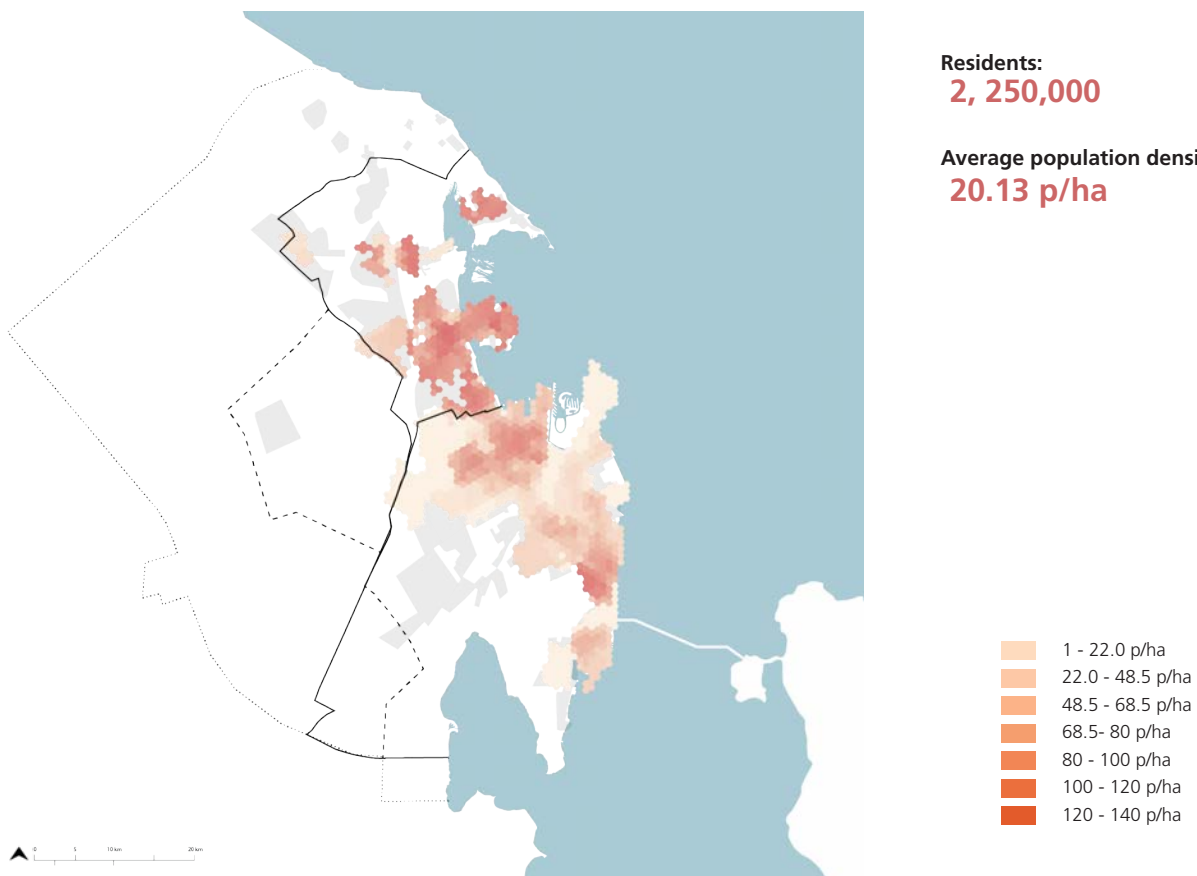 Residents:
2, 250,000
Average population densi
20.13 p/ha
1 - 22.0 p/ha
22.0 - 48.5 p/ha
48.5 - 68.5 p/ha
68.5- 80 p/ha
80 - 100 p/ha
100 - 120 p/ha
120 - 140 p/ha
0 5 10 km 20 km